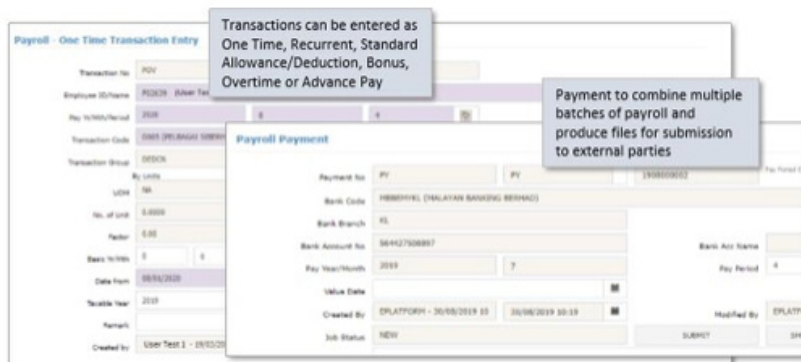 Transactions can be entered as
One Time, Recurrent, Standard
Allowance/Deduction, Bonus,
Overtime or Advance Pay
Payroll - One Time Transaction Entry
Transaction No POV
Employee ID/Name (User Te
Pay Yr/Mth/Period 2020 4
Transaction Code
Transaction Group DEDCN
By Units
UOM NA
No. of Unit 0.0000
Factor 0.00
Basic Yr/Mth 0
Date From
Taxable Year 2019
Remark
Created by User Test 1 -
Payment to combine multiple
batches of payroll and
produce files for submission
to external parties
Payroll Payment
Payment No PY PY 1900000002
Bank Code (MALAYAN BANKING BERHAD)
Bank Branch KL
Bank Account No Bank Acc Name
Pay Year/Month 2019 7 Pay Period 4
Value Date
Created By EPLATFORM - 30/08/2019 10 30/08/2019 10:19 Modified By
Job Status NEW SUBMIT